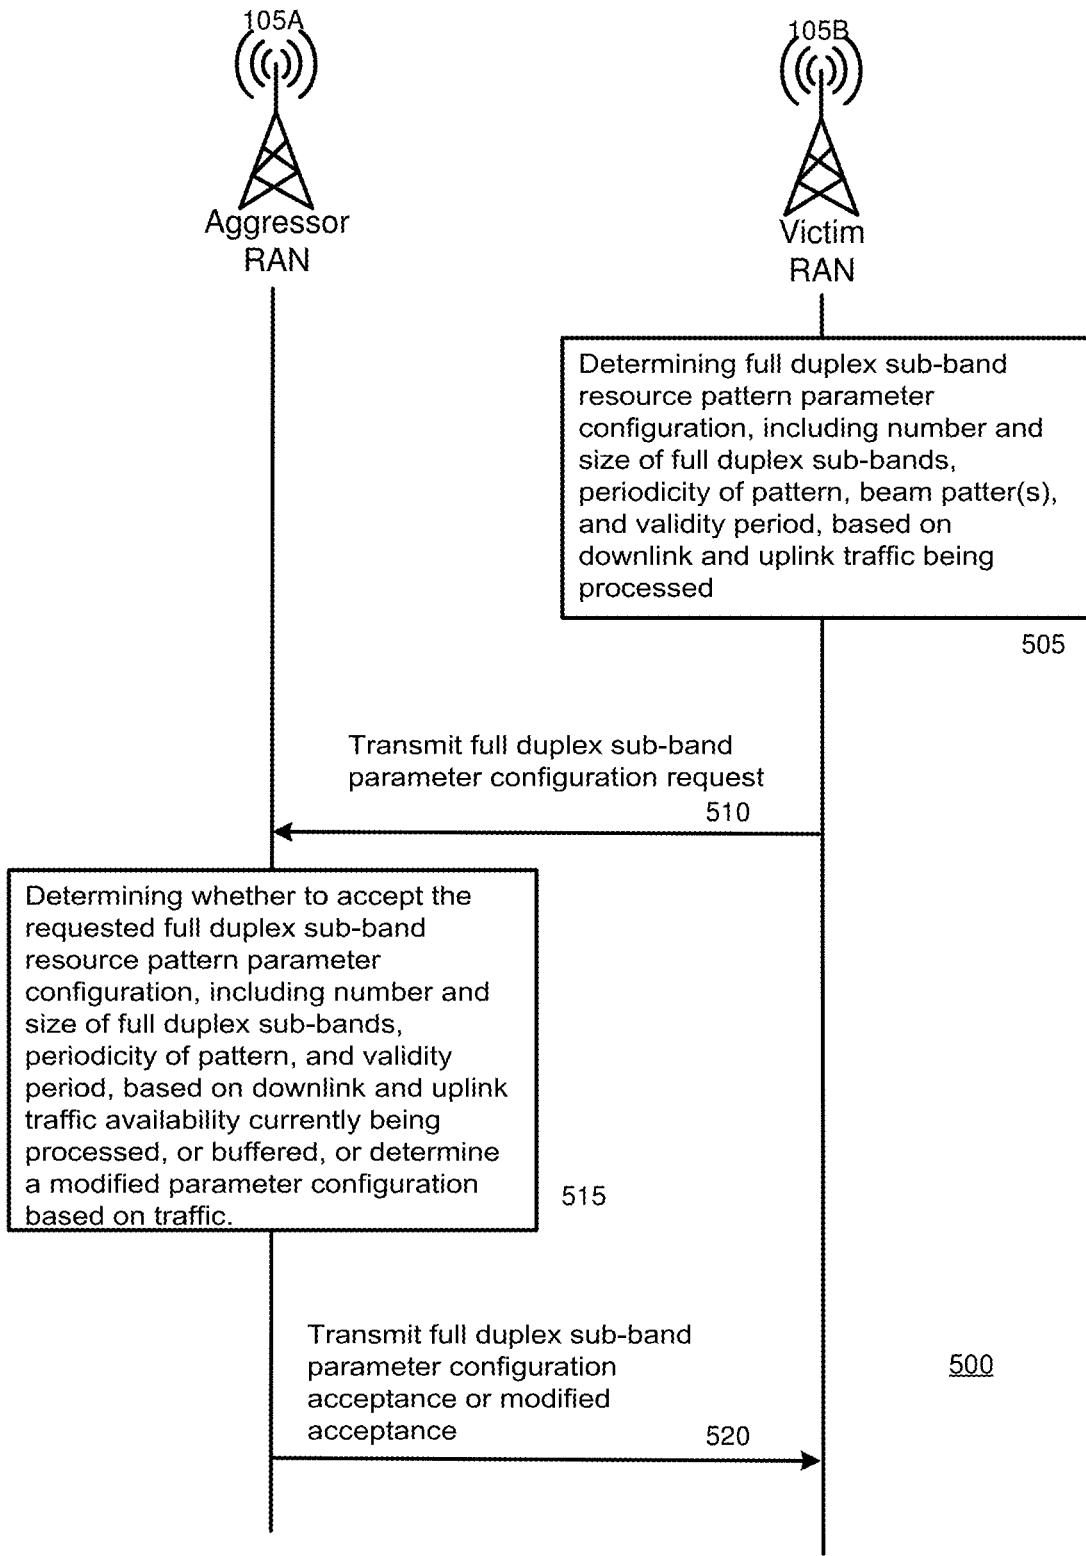 105A
105B
Aggressor
RAN
Victim
RAN
Determining full duplex sub-band
resource pattern parameter
configuration, including number and
size of full duplex sub-bands,
periodicity of pattern, beam patter(s),
and validity period, based on
downlink and uplink traffic being
processed
505
Transmit full duplex sub-band
parameter configuration request
510
Determining whether to accept the
requested full duplex sub-band
resource pattern parameter
configuration, including number and
size of full duplex sub-bands,
periodicity of pattern, and validity
period, based on downlink and uplink
traffic availability currently being
processed, or buffered, or determine
a modified parameter configuration
based on traffic.
515
Transmit full duplex sub-band
parameter configuration
acceptance or modified
acceptance
520
500